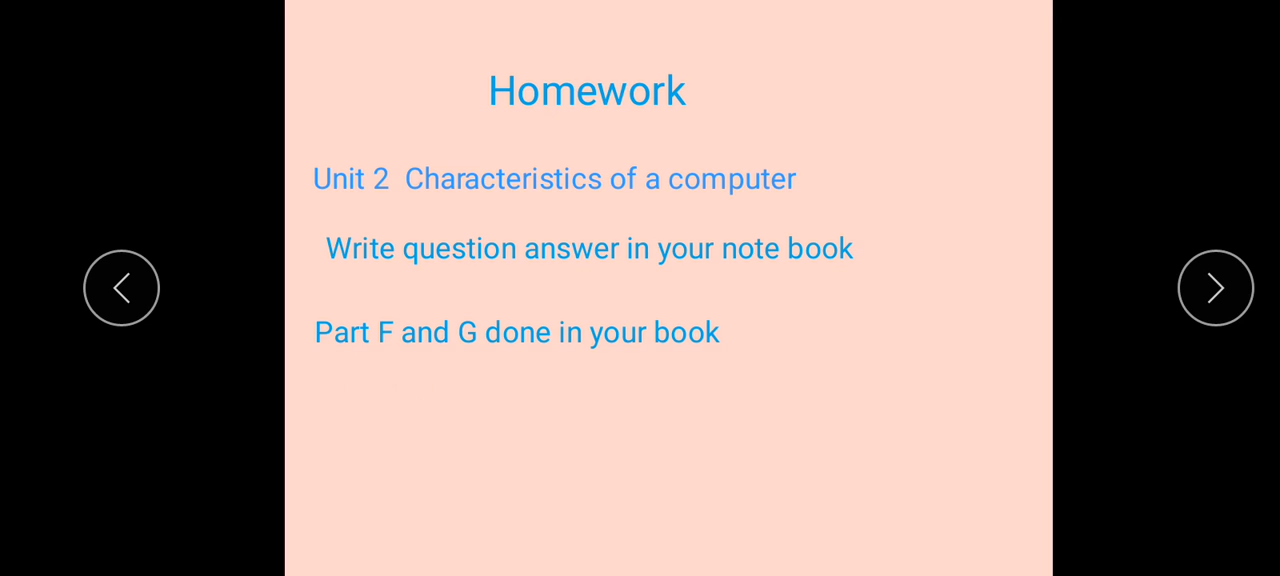 Homework
Unit 2 Characteristics of a computer
Write question answer in your note book
Part F and G done in your book